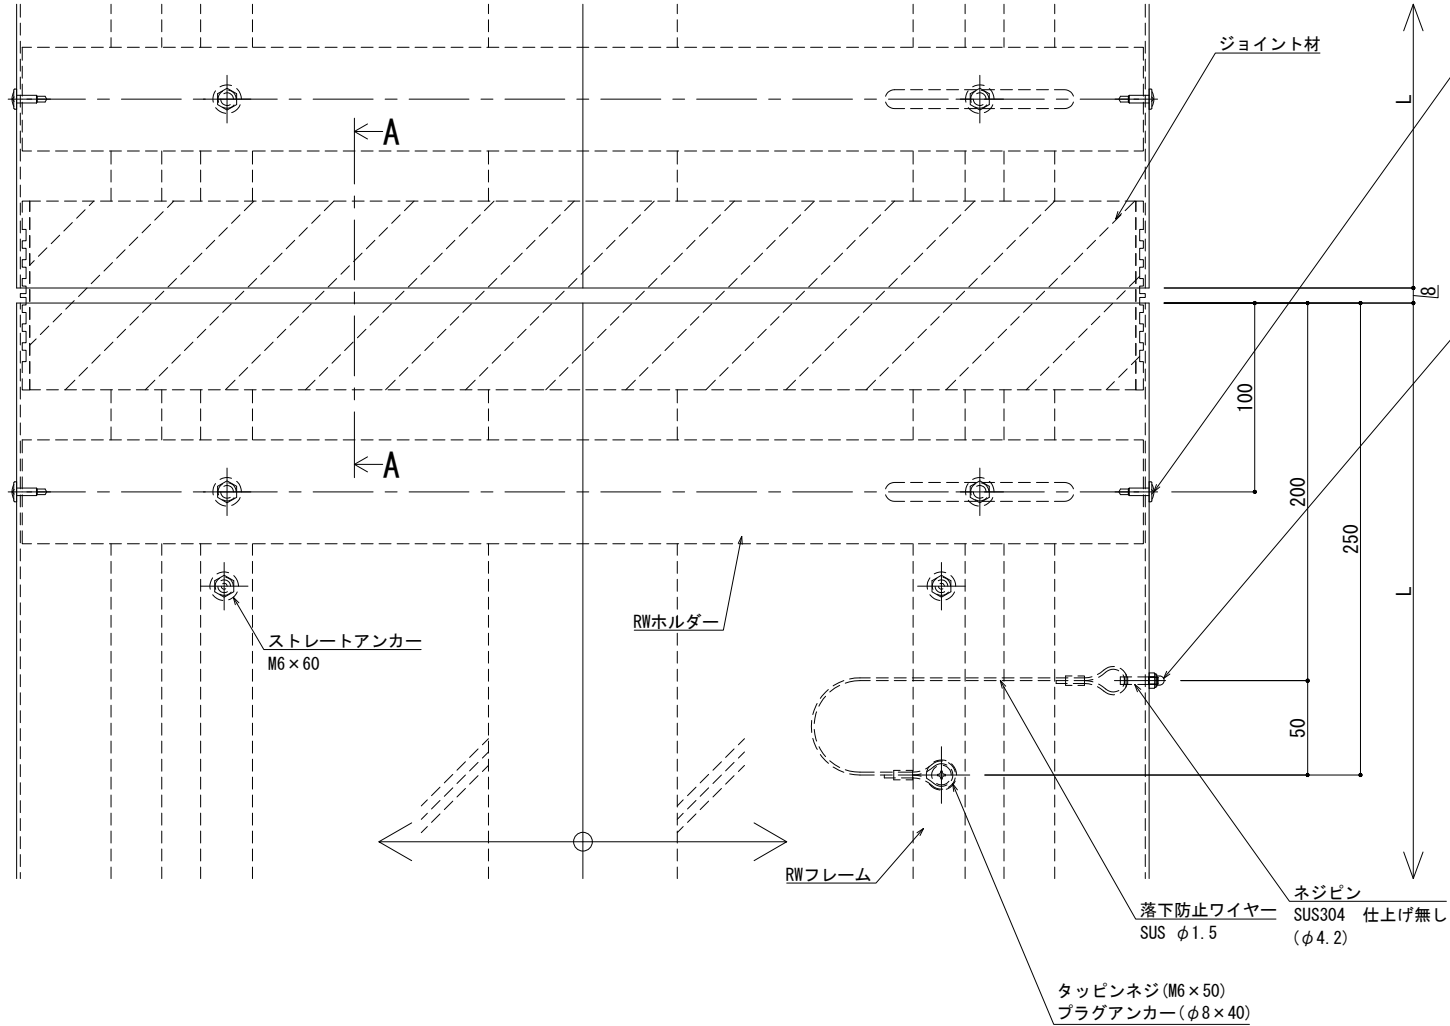 ジョイント材
L
A
8
100
A
200
250
L
RWホルダー
ストレートアンカー
M6×60
50
RWフレーム
ネジピン
SUS304 仕上げ無し
(φ4.2)
落下防止ワイヤー
SUS φ1.5
タッピンネジ(M6×50)
プラグアンカー(φ8×40)